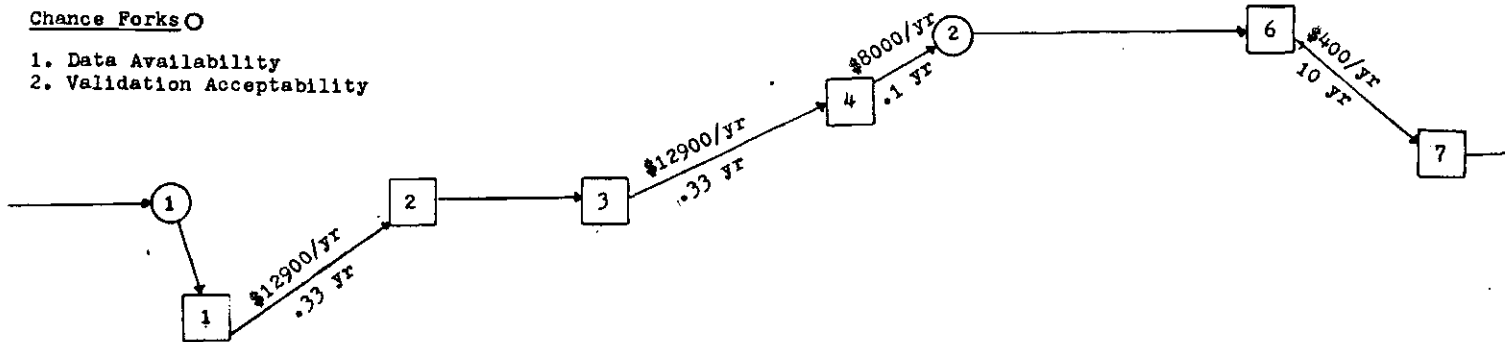 Chance Forks
1. Data Availability
2. Validation Acceptability
1
1
$12900/yr
.33 yr
2
3
$12900/yr
.33 yr
4
$8000/yr
.1 yr
2
6
$400/yr
10 yr
7